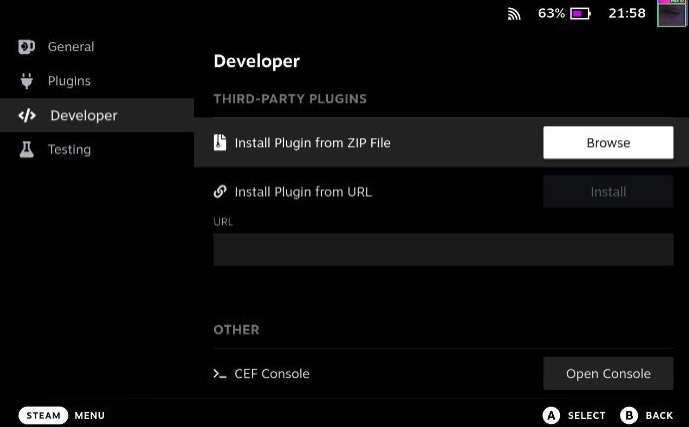 63% 21:58
General
Plugins
Developer
Testing
Developer
THIRD-PARTY PLUGINS
Install Plugin from ZIP File Browse
Install Plugin from URL Install
URL
OTHER
CEF Console Open Console
STEAM MENU A SELECT B BACK